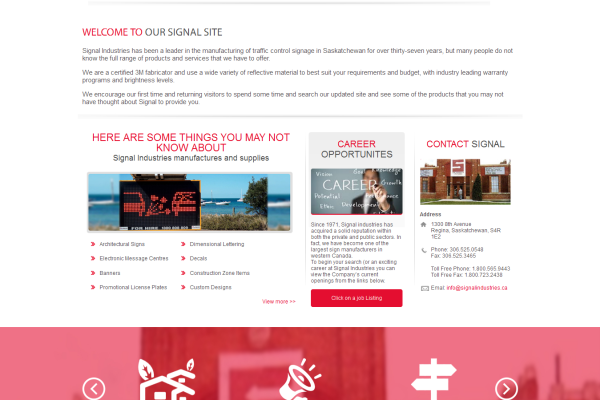 WELCOME TO OUR SIGNAL SITE
Signal Industries has been a leader in the manufacturing of traffic control signage in Saskatchewan for over thirty-seven years, but many people do not
know the full range of products and services that we have to offer.
We are a certified 3M fabricator and use a wide variety of reflective material to best suit your requirements and budget, with industry leading warranty
programs and brightness levels.
We encourage our first time and returning visitors to spend some time and search our updated site and see some of the products that you may not
have thought about Signal to provide you.
HERE ARE SOME THINGS YOU MAY NOT
KNOW ABOUT
Signal Industries manufactures and supplies
Architectural Signs
Dimensional Lettering
Electronic Message Centres
Decals
Banners
Construction Zone Items
Promotional License Plates
Custom Designs
View more >>
CAREER
OPPORTUNITES
Vision
Knowledge
CAREER
Growth
Potential
Development
Ethic
Since 1971, Signal Industries has
acquired a solid reputation within
both the private and public sectors. In
fact, we have become one of the
largest sign manufacturers in
western Canada.
To begin your search for an exciting
career at Signal Industries you can
view the Company's current
openings from the links below.
Click on a job Listing
CONTACT SIGNAL
Address
1300 9th Avenue
Regina, Saskatchewan, S4R
1E2
Phone: 306.525.0548
Fax: 306.525.3465
Toll Free Phone: 1.800.565.9443
Toll Free Fax: 1.800.723.2438
Email: info@signalindustries.ca